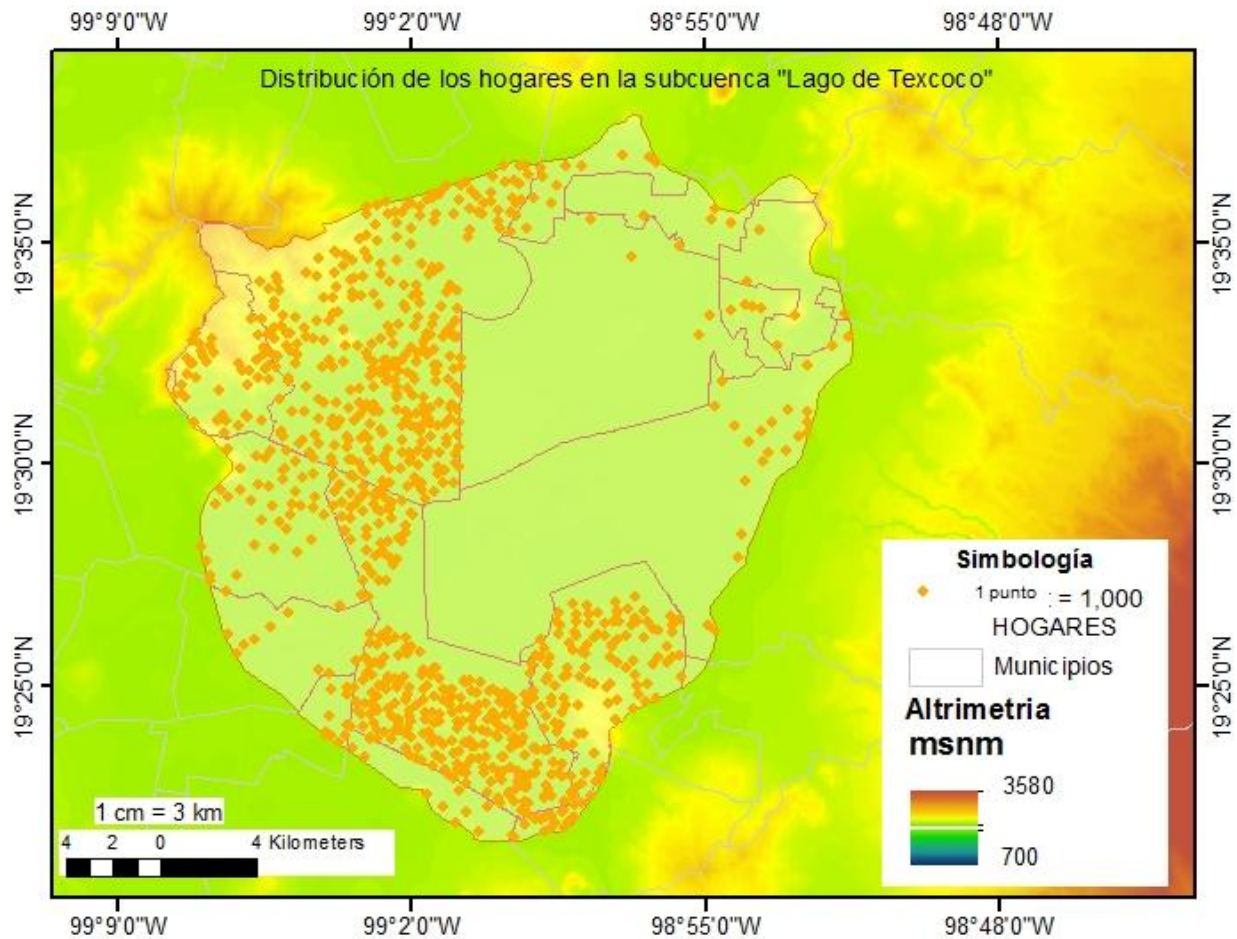 99°9'0"W 99°2'0"W 98°55'0"W 98°48'0"W
Distribución de los hogares en la subcuenca "Lago de Texcoco"
19°35'0"N 19°35'0"N
19°30'0"N 19°30'0"N
19°25'0"N 19°25'0"N
Simbología
1 punto : = 1,000
HOGARES
Municipios
Altrimetria
msnm
3580
700
1 cm = 3 km
4 2 0 4 Kilometers
99°9'0"W 99°2'0"W 98°55'0"W 98°48'0"W